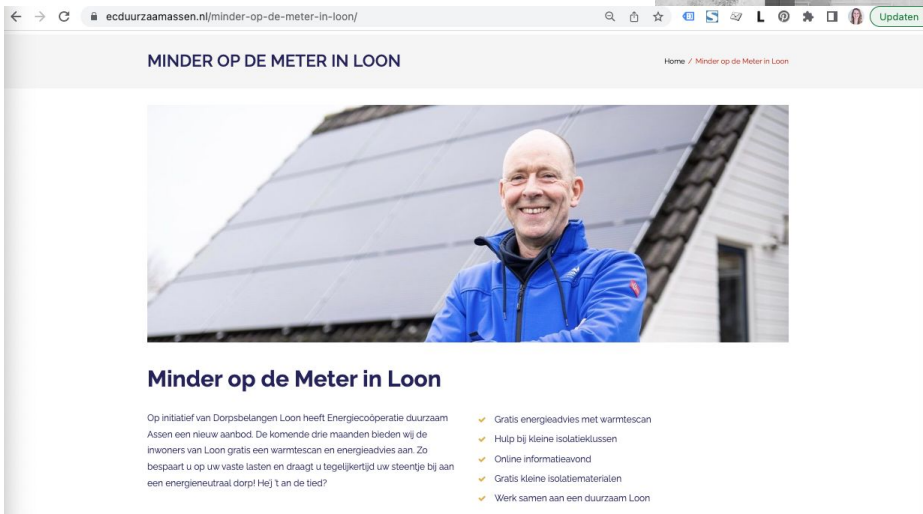 ecduurzaamassen.nl/minder-op-de-meter-in-loon/
L
Updaten
MINDER OP DE METER IN LOON
Home / Minder op de Meter in Loon
Minder op de Meter in Loon
Op initiatief van Dorpsbelangen Loon heeft Energiecoöperatie duurzaam
Assen een nieuw aanbod. De komende drie maanden bieden wij de
inwoners van Loon gratis een warmtescan en energieadvies aan. Zo
bespaart u op uw vaste lasten en draagt u tegelijkertijd uw steentje bij aan
een energieneutraal dorp! He'j 't an de tied?
Gratis energieadvies met warmtescan
Hulp bij kleine isolatieklussen
Online informatieavond
Gratis kleine isolatiematerialen
Werk samen aan een duurzaam Loon